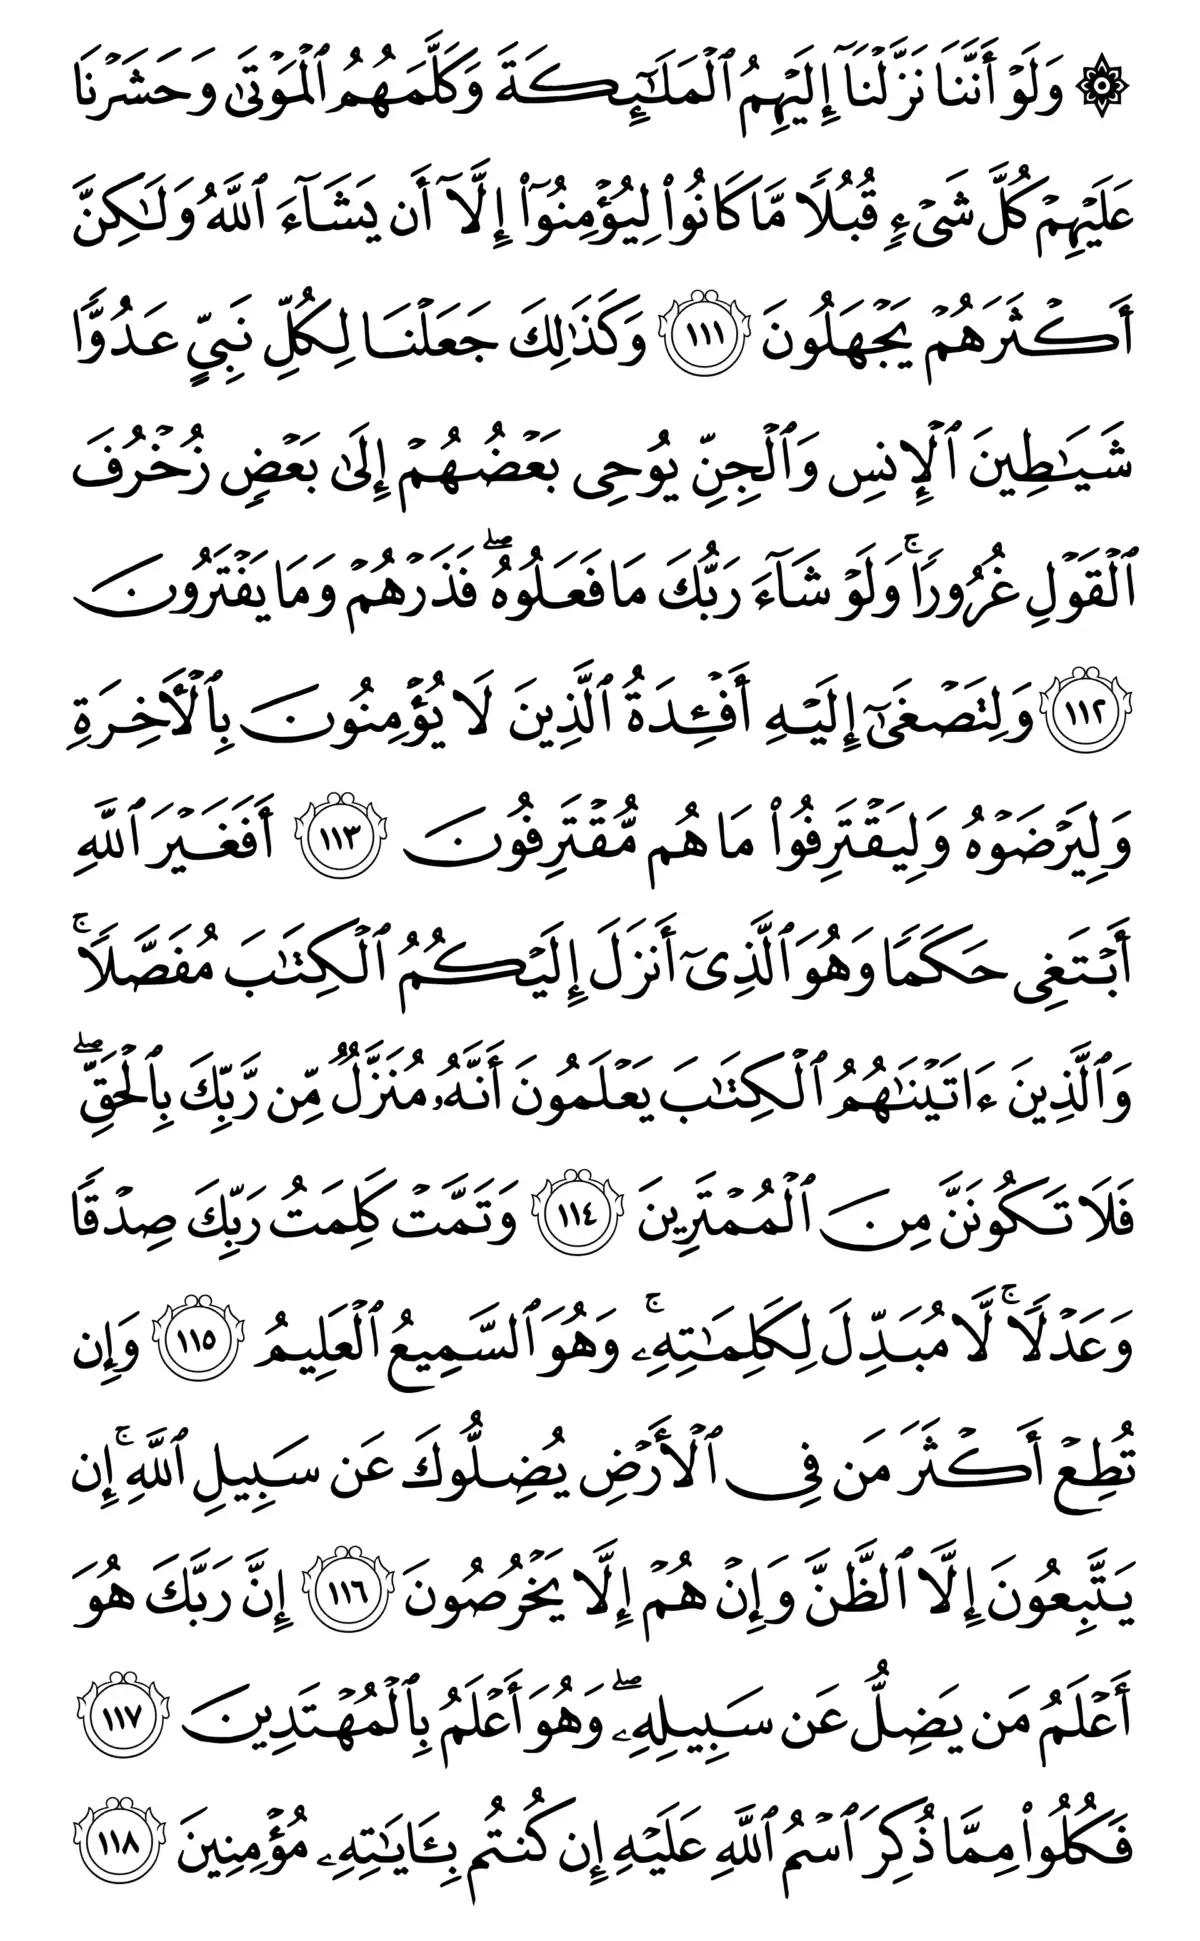 ۞ وَلَوۡ أَنَّنَا نَزَّلۡنَآ إِلَيۡهِمُ ٱلۡمَلَـٰٓئِكَةَ وَكَلَّمَهُمُ ٱلۡمَوۡتَىٰ وَحَشَرۡنَا
عَلَيۡهِمۡ كُلَّ شَيۡءٖ قُبُلٗا مَّا كَانُواْ لِيُؤۡمِنُوٓاْ إِلَّآ أَن يَشَآءَ ٱللَّهُ وَلَـٰكِنَّ
أَكۡثَرَهُمۡ يَجۡهَلُونَ ١١١ وَكَذَٰلِكَ جَعَلۡنَا لِكُلِّ نَبِيٍّ عَدُوّٗا
شَيَـٰطِينَ ٱلۡإِنسِ وَٱلۡجِنِّ يُوحِي بَعۡضُهُمۡ إِلَىٰ بَعۡضٖ زُخۡرُفَ
ٱلۡقَوۡلِ غُرُورٗاۚ وَلَوۡ شَآءَ رَبُّكَ مَا فَعَلُوهُۖ فَذَرۡهُمۡ وَمَا يَفۡتَرُونَ
١١٢ وَلِتَصۡغَىٰٓ إِلَيۡهِ أَفۡـِٔدَةُ ٱلَّذِينَ لَا يُؤۡمِنُونَ بِٱلۡأٓخِرَةِ
وَلِيَرۡضَوۡهُ وَلِيَقۡتَرِفُواْ مَا هُم مُّقۡتَرِفُونَ ١١٣ أَفَغَيۡرَ ٱللَّهِ
أَبۡتَغِي حَكَمٗا وَهُوَ ٱلَّذِيٓ أَنزَلَ إِلَيۡكُمُ ٱلۡكِتَـٰبَ مُفَصَّلٗاۚ
وَٱلَّذِينَ ءَاتَيۡنَـٰهُمُ ٱلۡكِتَـٰبَ يَعۡلَمُونَ أَنَّهُۥ مُنَزَّلٞ مِّن رَّبِّكَ بِٱلۡحَقِّۖ
فَلَا تَكُونَنَّ مِنَ ٱلۡمُمۡتَرِينَ ١١٤ وَتَمَّتۡ كَلِمَتُ رَبِّكَ صِدۡقٗا
وَعَدۡلٗاۚ لَّا مُبَدِّلَ لِكَلِمَـٰتِهِۦۚ وَهُوَ ٱلسَّمِيعُ ٱلۡعَلِيمُ ١١٥ وَإِن
تُطِعۡ أَكۡثَرَ مَن فِي ٱلۡأَرۡضِ يُضِلُّوكَ عَن سَبِيلِ ٱللَّهِۚ إِن
يَتَّبِعُونَ إِلَّا ٱلظَّنَّ وَإِنۡ هُمۡ إِلَّا يَخۡرُصُونَ ١١٦ إِنَّ رَبَّكَ هُوَ
أَعۡلَمُ مَن يَضِلُّ عَن سَبِيلِهِۦۖ وَهُوَ أَعۡلَمُ بِٱلۡمُهۡتَدِينَ ١١٧
فَكُلُواْ مِمَّا ذُكِرَ ٱسۡمُ ٱللَّهِ عَلَيۡهِ إِن كُنتُم بِـَٔايَـٰتِهِۦ مُؤۡمِنِينَ ١١٨